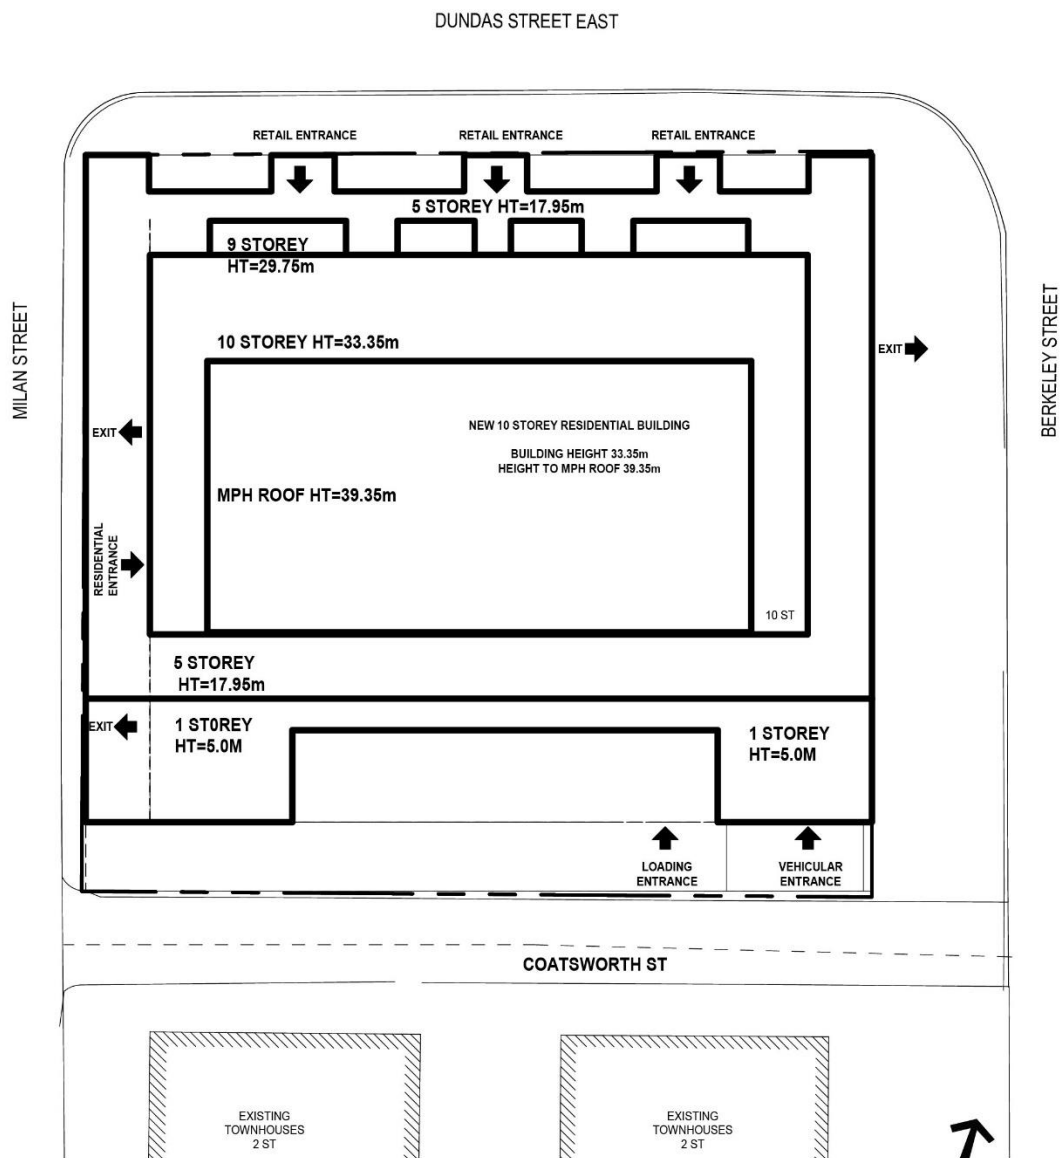 DUNDAS STREET EAST
RETAIL ENTRANCE
RETAIL ENTRANCE
RETAIL ENTRANCE
5 STOREY HT=17.95m
9 STOREY
HT=29.75m
MILAN STREET
BERKELEY STREET
10 STOREY HT=33.35m
EXIT
EXIT
NEW 10 STOREY RESIDENTIAL BUILDING
BUILDING HEIGHT 33.35m
HEIGHT TO MPH ROOF 39.35m
MPH ROOF HT=39.35m
RESIDENTIAL
ENTRANCE
10 ST
5 STOREY
HT=17.95m
EXIT
1 ST0REY
HT=5.0M
1 STOREY
HT=5.0M
LOADING
ENTRANCE
VEHICULAR
ENTRANCE
COATSWORTH ST
EXISTING
TOWNHOUSES
2 ST
EXISTING
TOWNHOUSES
2 ST